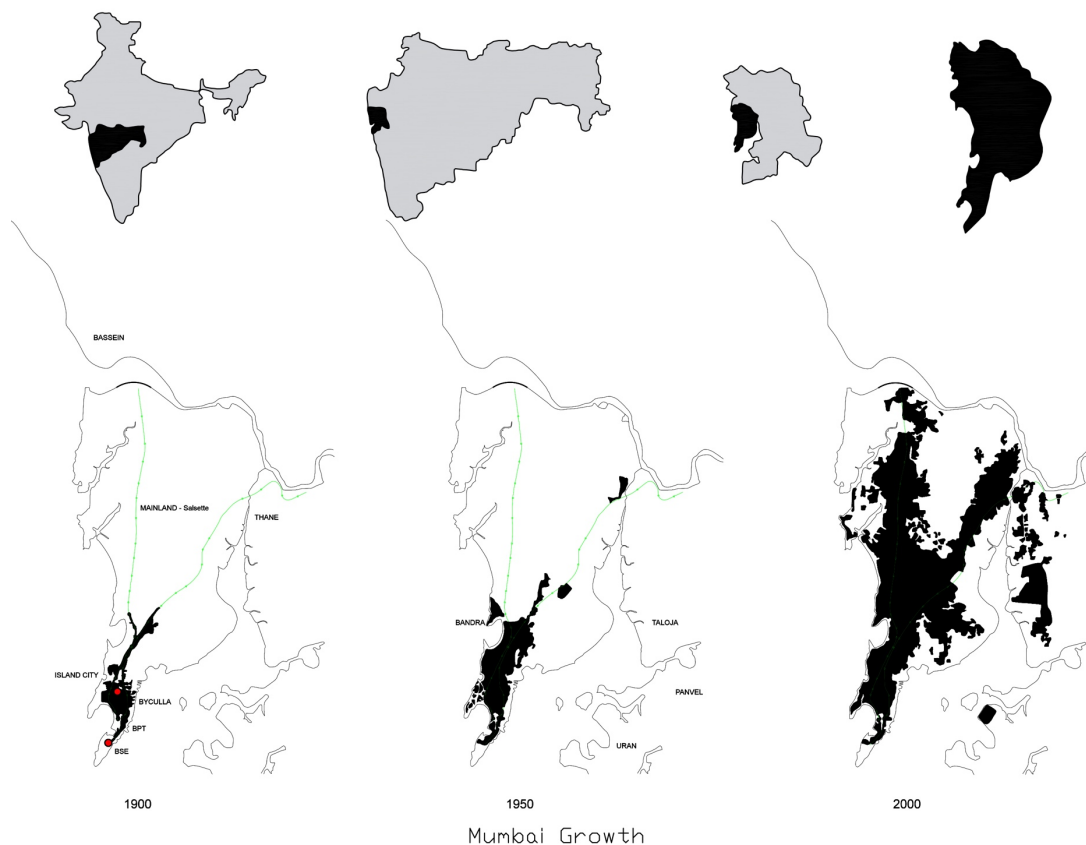 BASSEIN
MAINLAND - Salsette
THANE
ISLAND CITY
BYCULLA
BPT
BSE
1900
BANDRA
TALOJA
PANVEL
URAN
1950
2000
Mumbai Growth